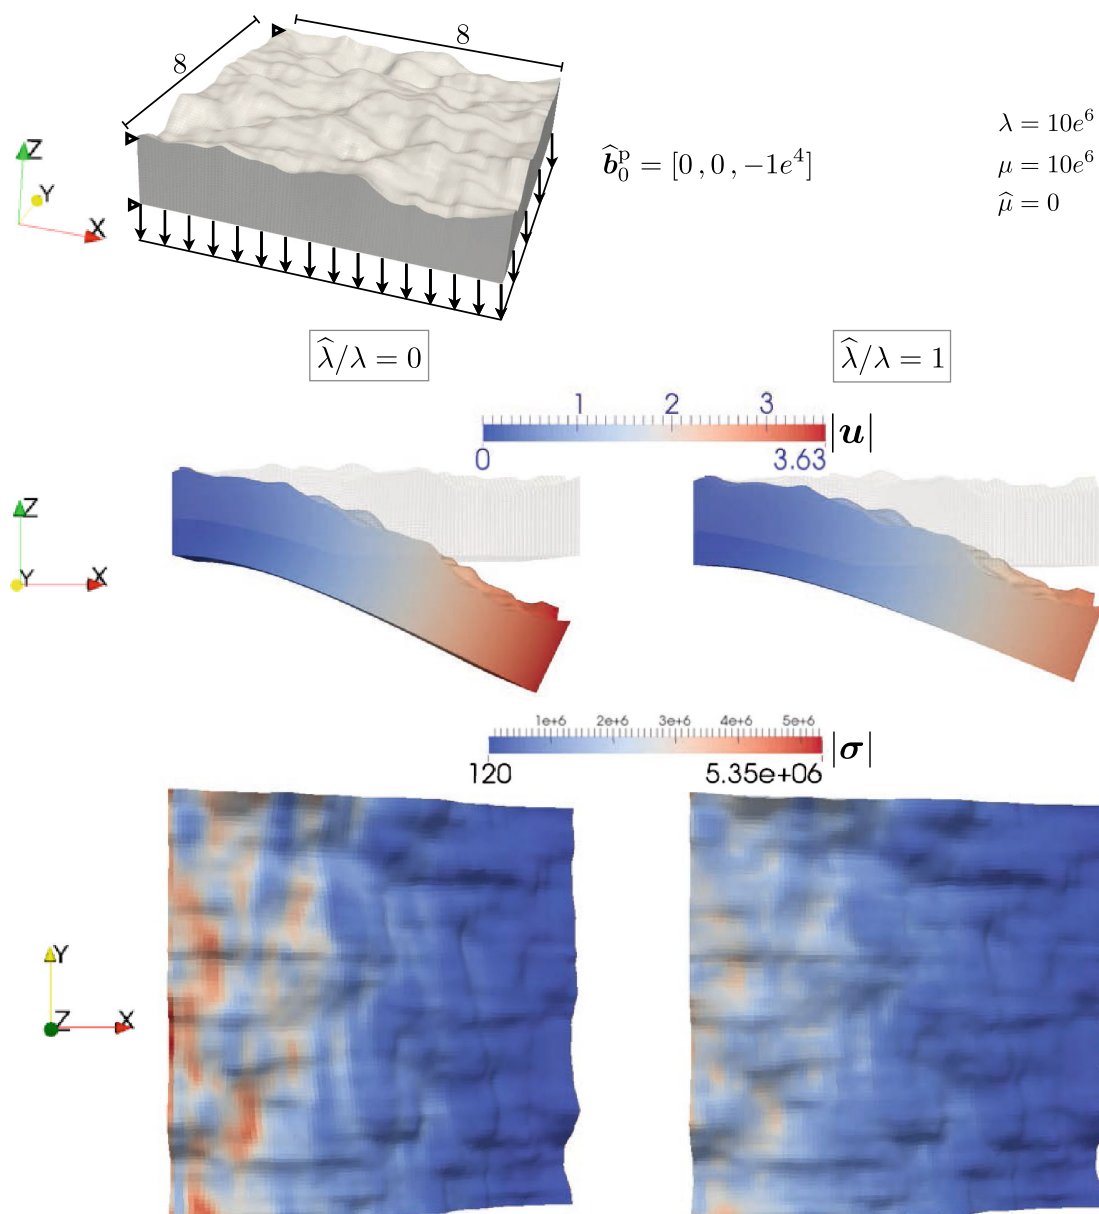 8
8
Z
Y
X
b̂₀ᵖ = [0 , 0 , −1e⁴]
λ = 10e⁶
μ = 10e⁶
μ̂ = 0
λ̂/λ = 0
λ̂/λ = 1
1 2 3
0 3.63
|u|
Z
Y
X
1e+6 2e+6 3e+6 4e+6 5e+6
120 5.35e+06
|σ|
Y
Z
X